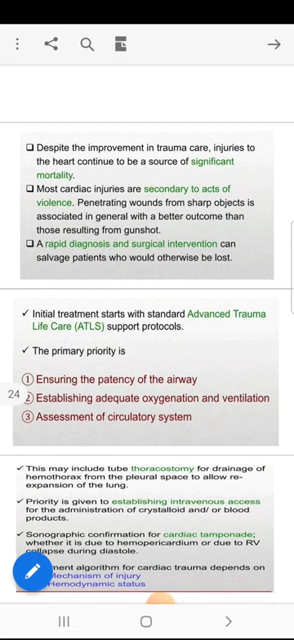 ❑ Despite the improvement in trauma care, injuries to
the heart continue to be a source of significant
mortality.
❑ Most cardiac injuries are secondary to acts of
violence. Penetrating wounds from sharp objects is
associated in general with a better outcome than
those resulting from gunshot.
❑ A rapid diagnosis and surgical intervention can
salvage patients who would otherwise be lost.
✓ Initial treatment starts with standard Advanced Trauma
Life Care (ATLS) support protocols.
✓ The primary priority is
① Ensuring the patency of the airway
24
② Establishing adequate oxygenation and ventilation
③ Assessment of circulatory system
✓ This may include tube thoracostomy for drainage of
hemothorax from the pleural space to allow re-
expansion of the lung.
✓ Priority is given to establishing intravenous access
for the administration of crystalloid and/ or blood
products.
✓ Sonographic confirmation for cardiac tamponade;
whether it is due to hemopericardium or due to RV
collapse during diastole.
ment algorithm for cardiac trauma depends on
Mechanism of injury
Hemodynamic status